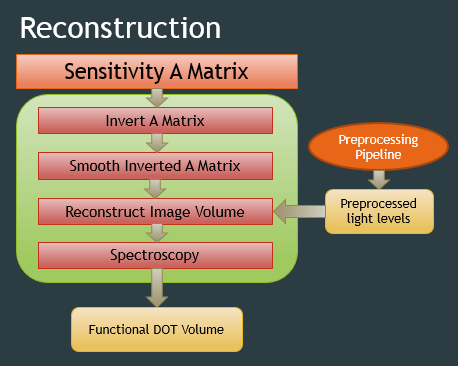 Reconstruction
Sensitivity A Matrix
Invert A Matrix
Smooth Inverted A Matrix
Reconstruct Image Volume
Spectroscopy
Functional DOT Volume
Preprocessing
Pipeline
Preprocessed
light levels